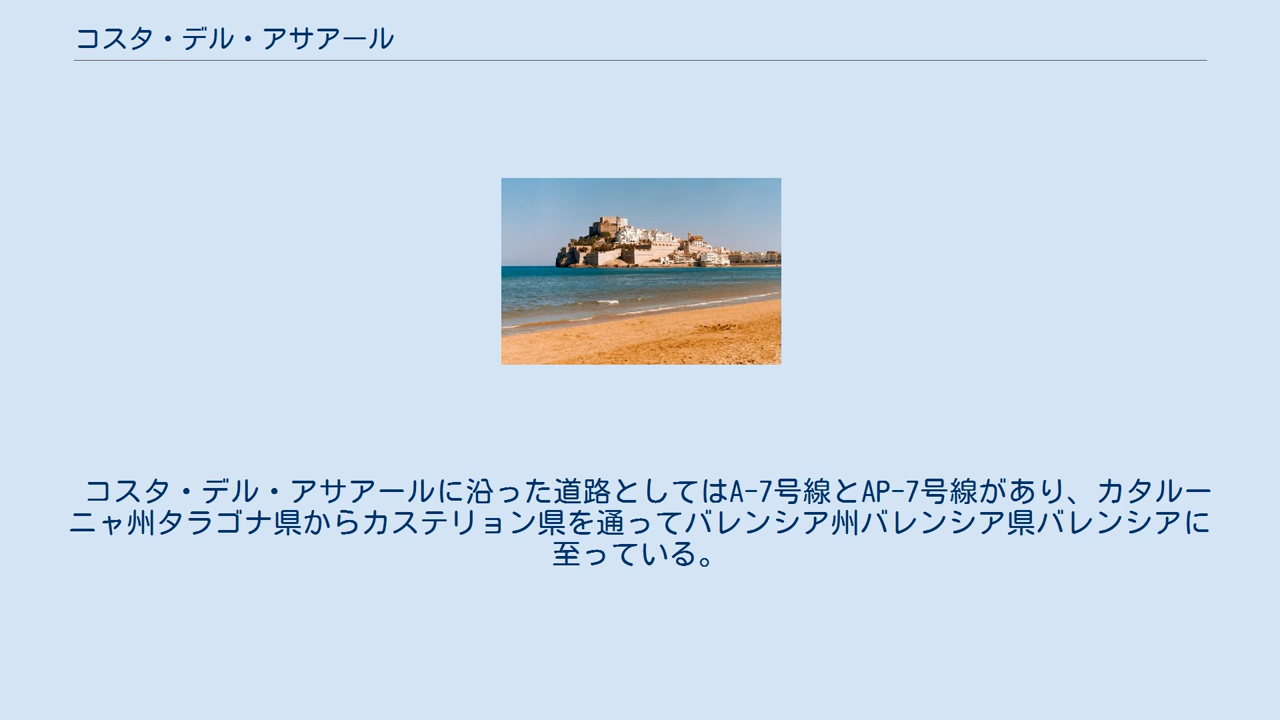 コスタ・デル・アサアール
コスタ・デル・アサアールに沿った道路としてはA-7号線とAP-7号線があり、カタルー
ニャ州タラゴナ県からカステリョン県を通ってバレンシア州バレンシア県バレンシアに
至っている。